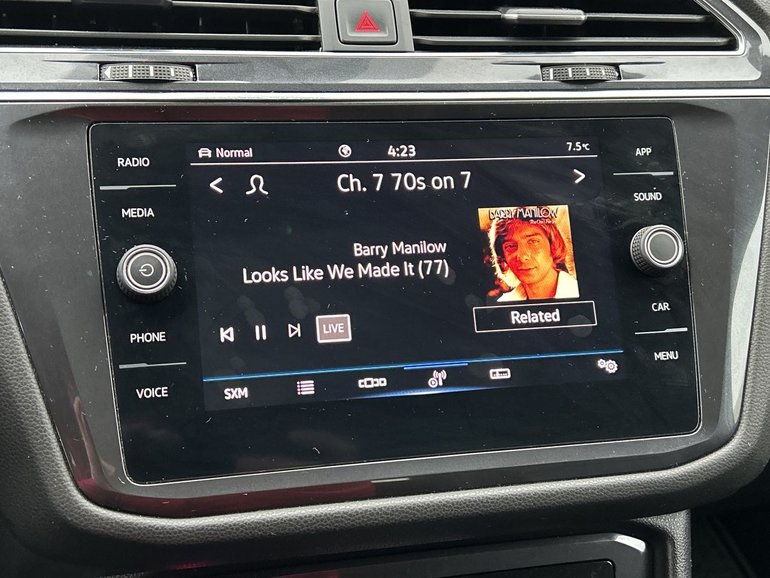 RADIO
MEDIA
PHONE
VOICE
Normal
4:23
7.5°C
Ch. 7 70s on 7
BARRY MANILOW
Barry Manilow
Looks Like We Made It (77)
Related
LIVE
SXM
APP
SOUND
CAR
MENU